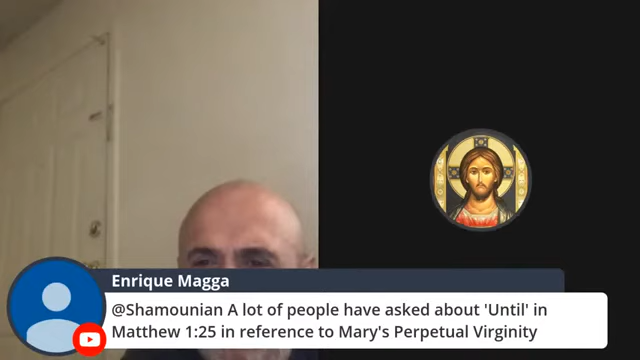 Enrique Magga
@Shamounian A lot of people have asked about 'Until' in
Matthew 1:25 in reference to Mary's Perpetual Virginity